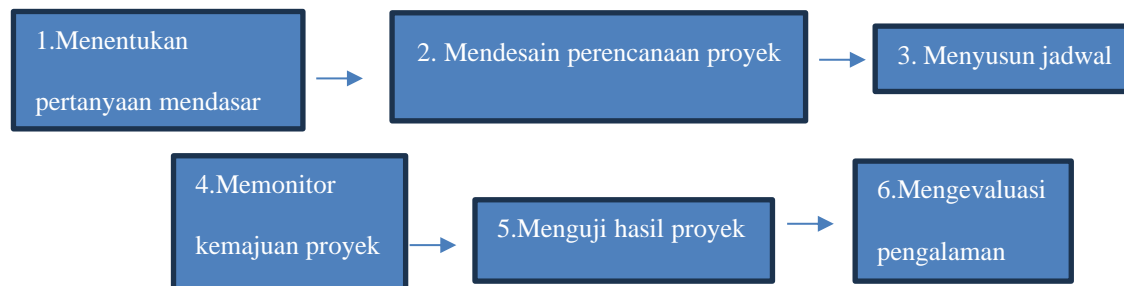 1.Menentukan
pertanyaan mendasar
2. Mendesain perencanaan proyek
3. Menyusun jadwal
4.Memonitor
kemajuan proyek
5.Menguji hasil proyek
6.Mengevaluasi
pengalaman